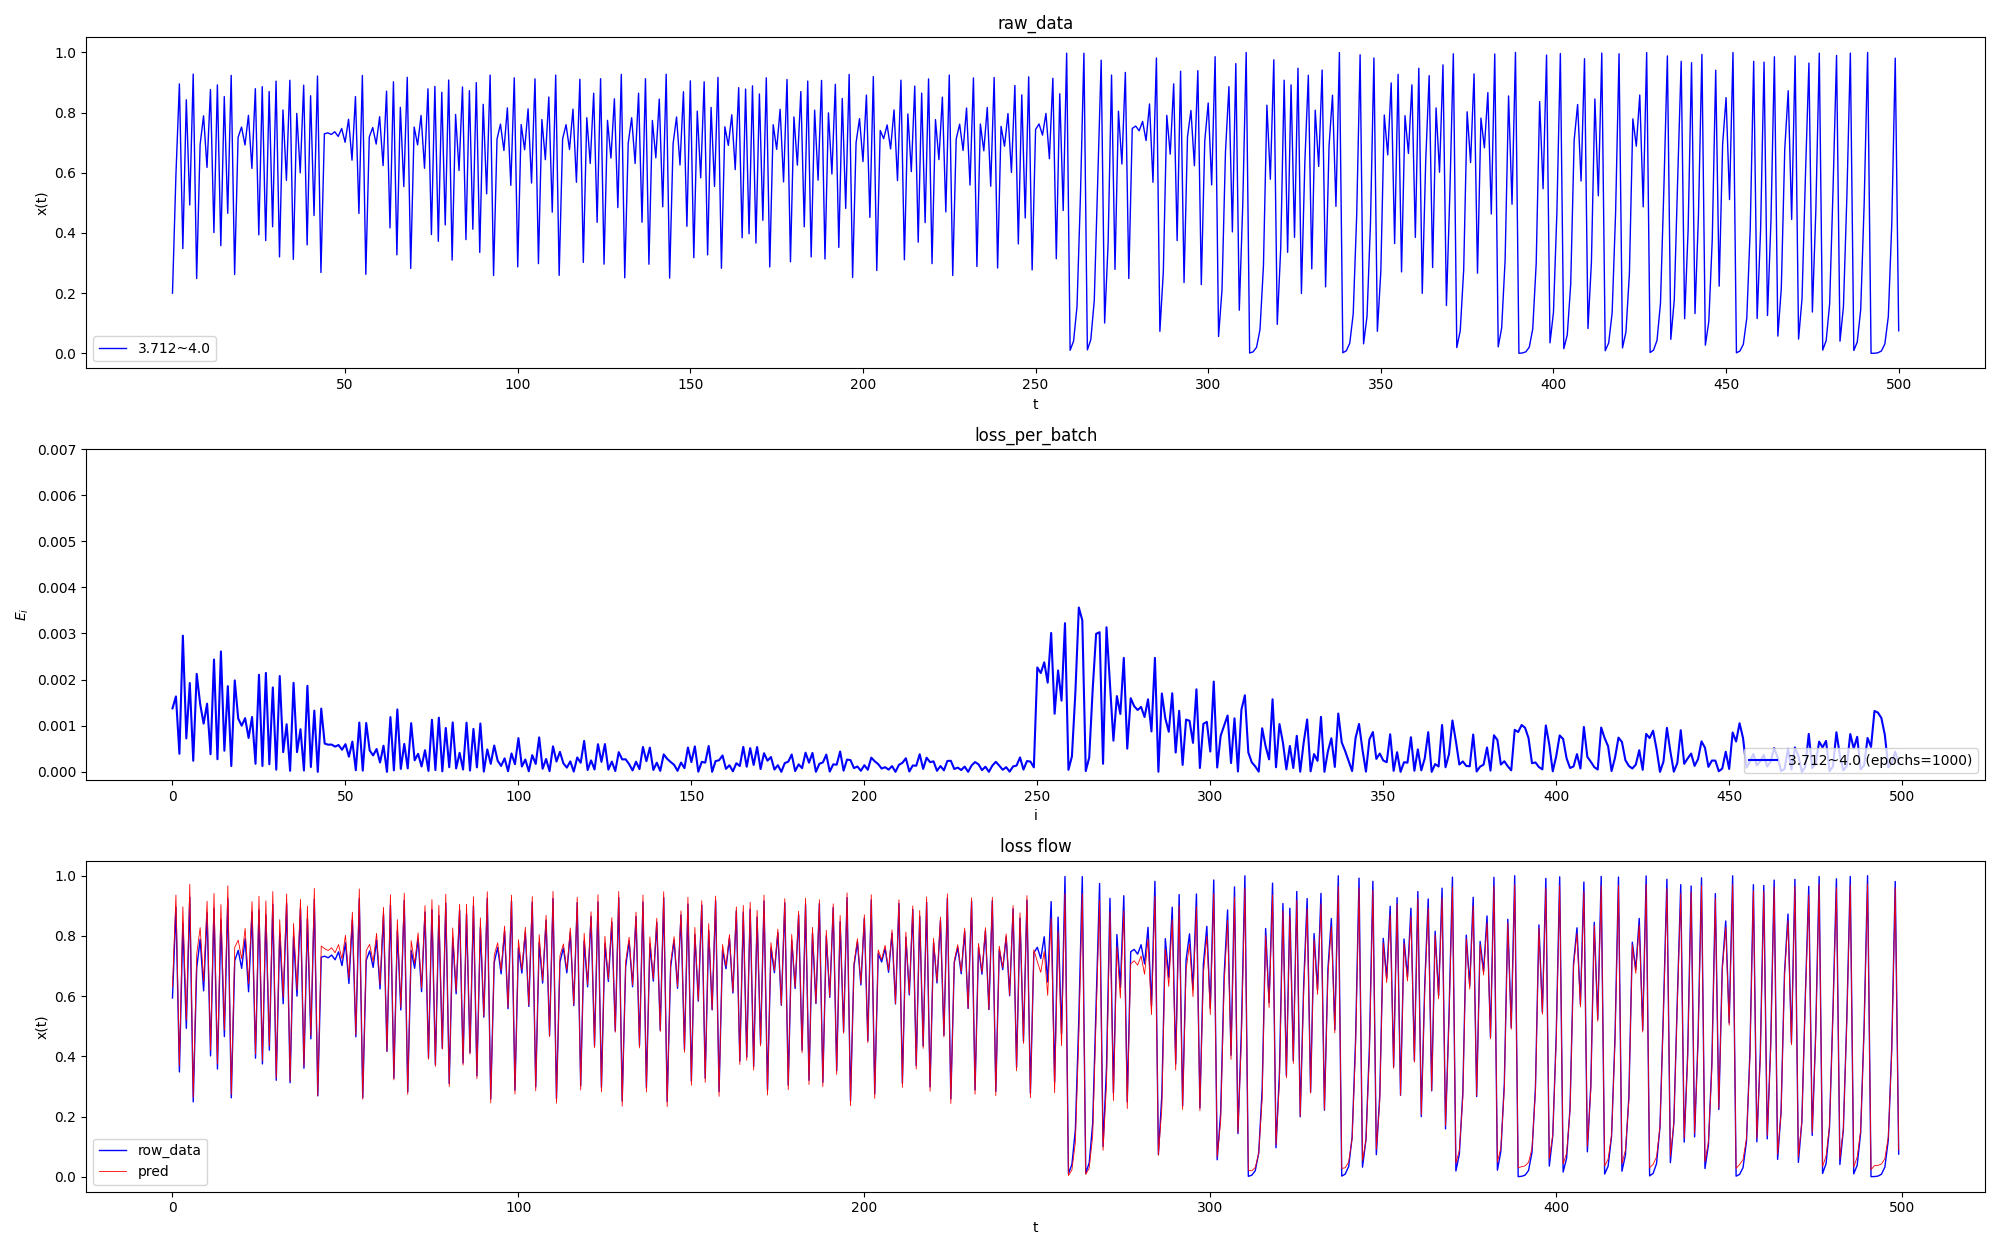 raw_data
1.0
0.8
0.6
0.4
0.2
0.0
x(t)
3.712~4.0
50 100 150 200 250 300 350 400 450 500
t
loss_per_batch
0.007
0.006
0.005
0.004
0.003
0.002
0.001
0.000
E_i
3.712~4.0 (epochs=1000)
0 50 100 150 200 250 300 350 400 450 500
i
loss flow
1.0
0.8
0.6
0.4
0.2
0.0
x(t)
row_data
pred
0 100 200 300 400 500
t